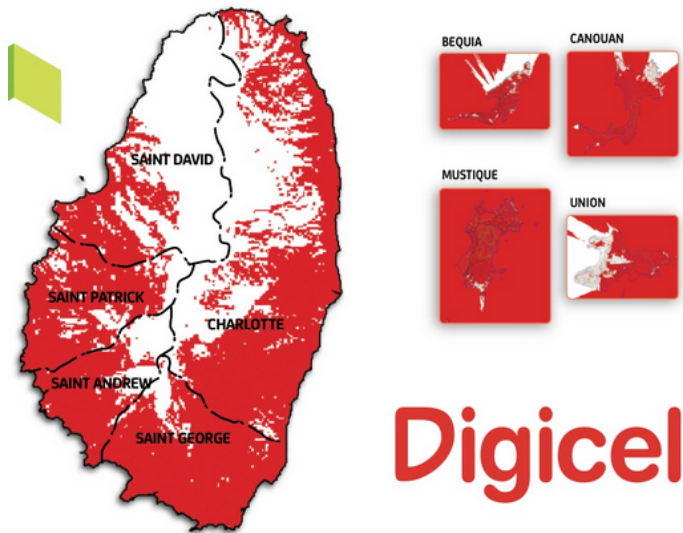 BEQUIA
CANOUAN
SAINT DAVID
MUSTIQUE
UNION
SAINT PATRICK
CHARLOTTE
SAINT ANDREW
SAINT GEORGE
Digicel